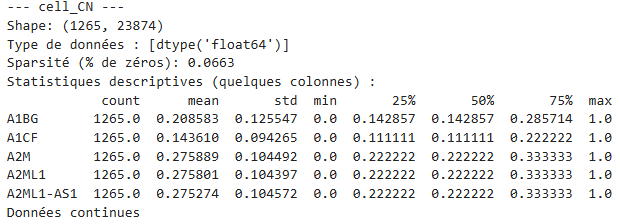 --- cell_CN ---
Shape: (1265, 23874)
Type de données : [dtype('float64')]
Sparsité (% de zéros): 0.0663
Statistiques descriptives (quelques colonnes) :
count mean std min 25% 50% 75% max
A1BG 1265.0 0.208583 0.125547 0.0 0.142857 0.142857 0.285714 1.0
A1CF 1265.0 0.143610 0.094265 0.0 0.111111 0.111111 0.222222 1.0
A2M 1265.0 0.275889 0.104492 0.0 0.222222 0.222222 0.333333 1.0
A2ML1 1265.0 0.275801 0.104397 0.0 0.222222 0.222222 0.333333 1.0
A2ML1-AS1 1265.0 0.275274 0.104572 0.0 0.222222 0.222222 0.333333 1.0
Données continues